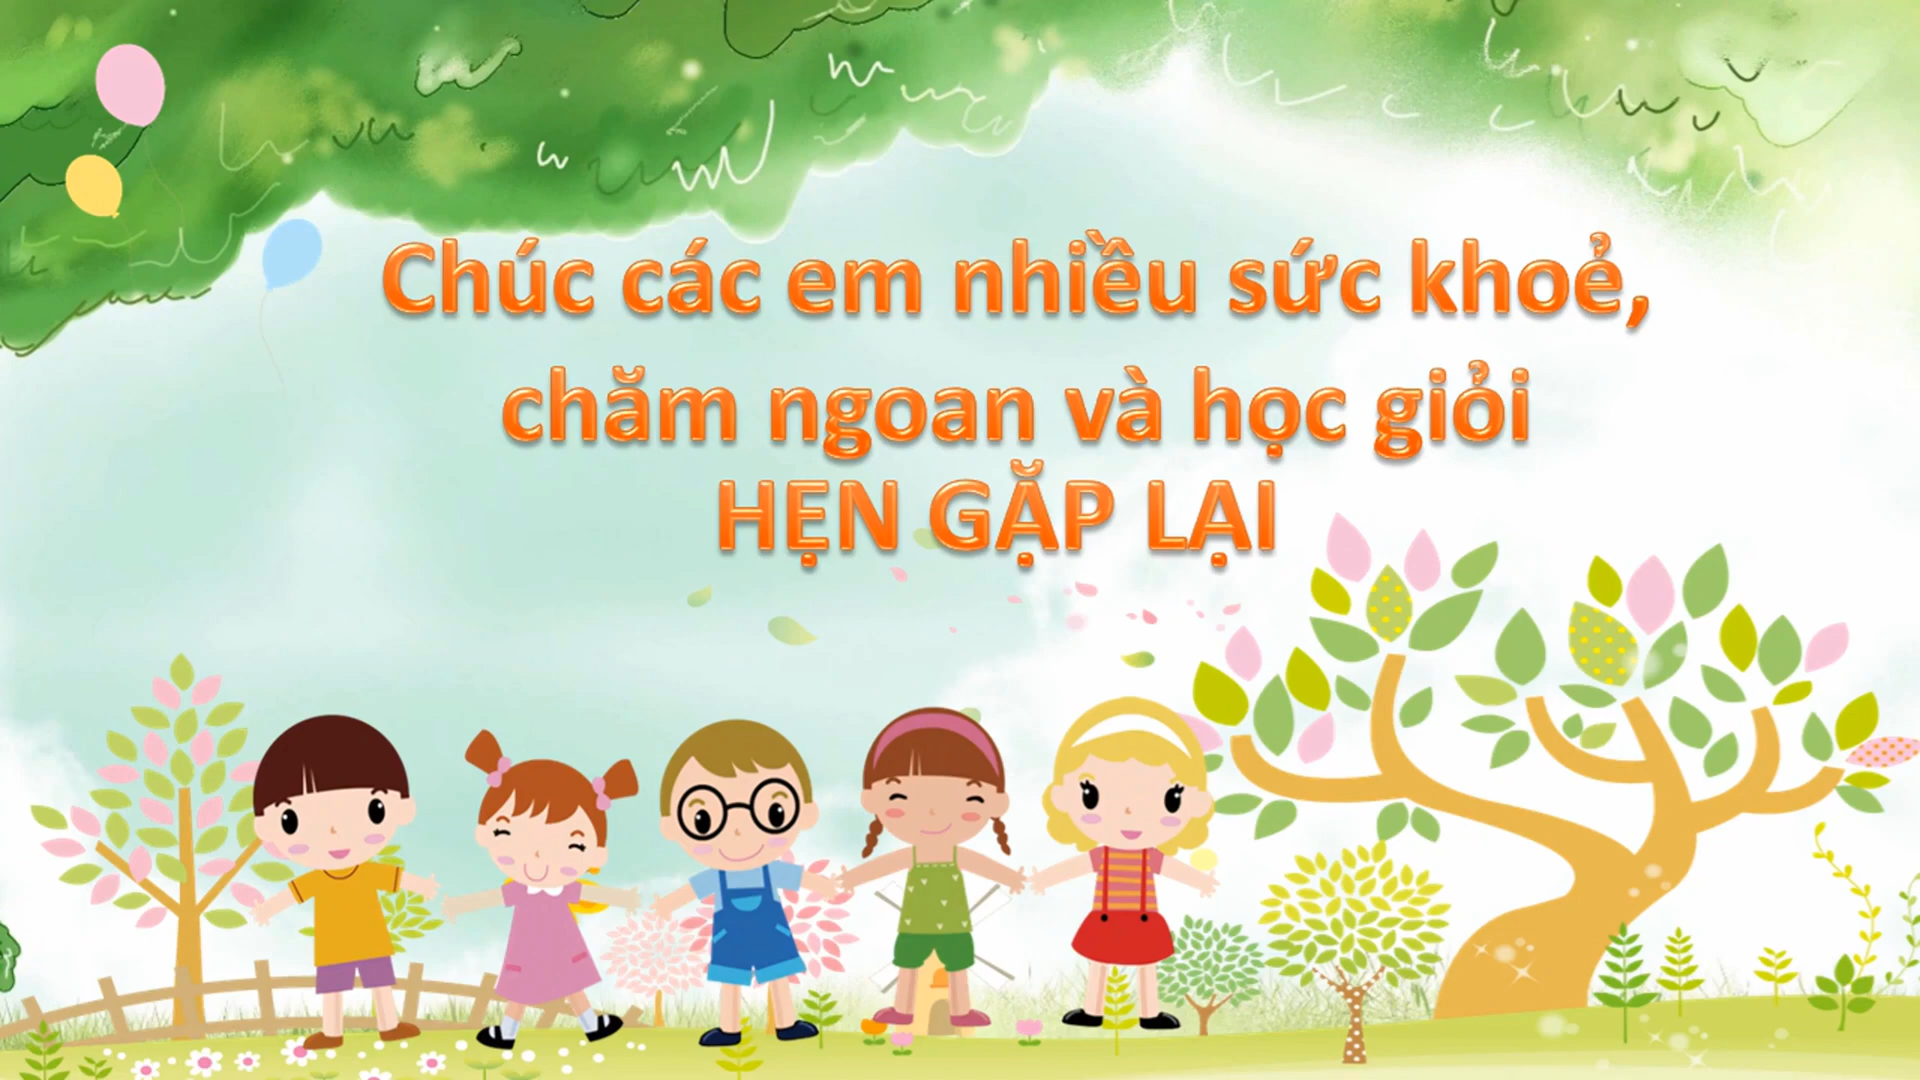 Chúc các em nhiều sức khoẻ,
chăm ngoan và học giỏi
HẸN GẶP LẠI